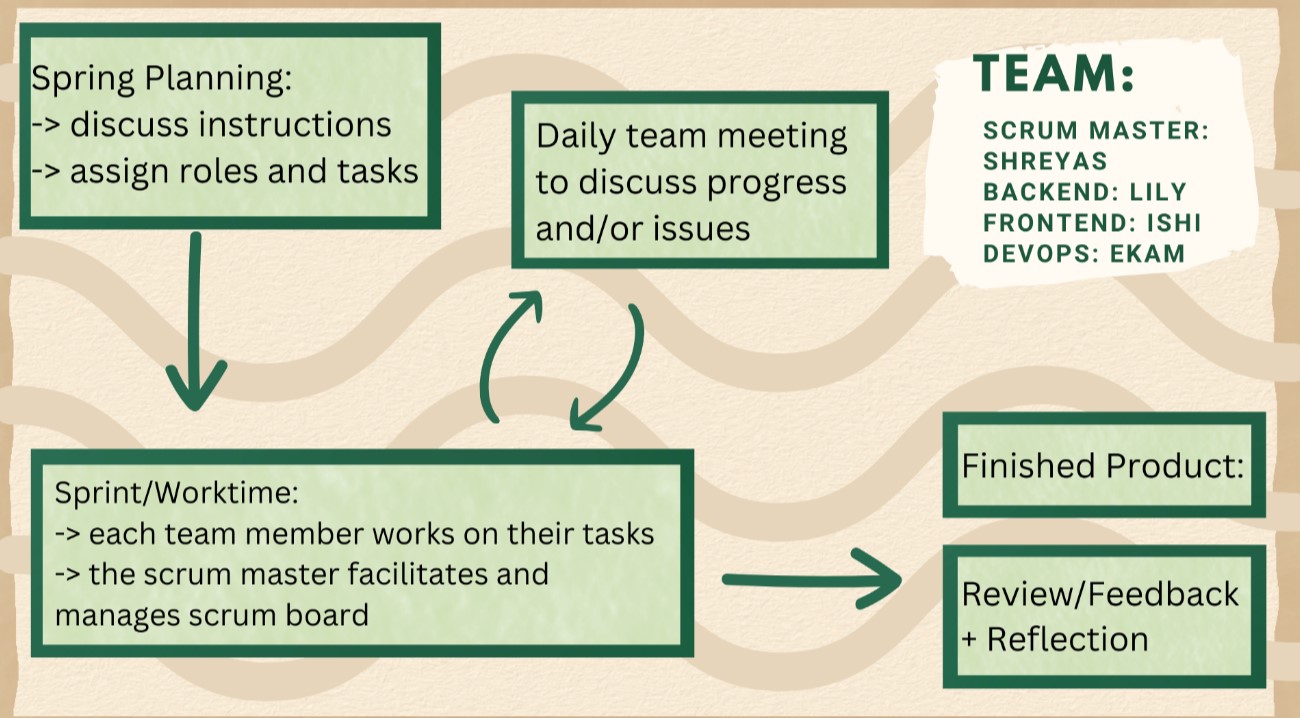 Spring Planning:
-> discuss instructions
-> assign roles and tasks
Daily team meeting
to discuss progress
and/or issues
TEAM:
SCRUM MASTER:
SHREYAS
BACKEND: LILY
FRONTEND: ISHI
DEVOPS: EKAM
Sprint/Worktime:
-> each team member works on their tasks
-> the scrum master facilitates and
manages scrum board
Finished Product:
Review/Feedback
+ Reflection